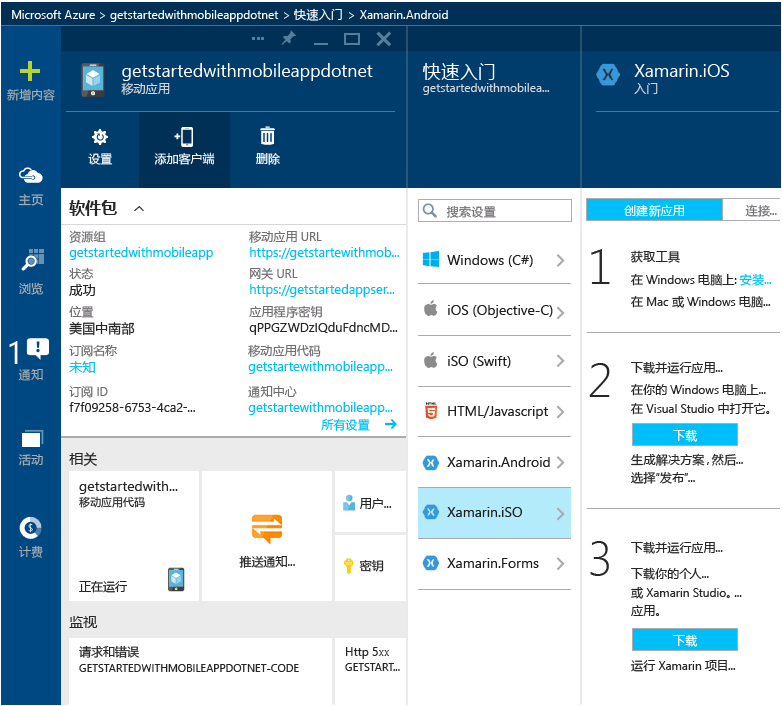 Microsoft Azure > getstartedwithmobileappdotnet > 快速入门 > Xamarin.Android
新增内容
主页
浏览
1
通知
活动
计费
getstartedwithmobileappdotnet
移动应用
设置
添加客户端
删除
软件包
资源组
getstartedwithmobileapp
状态
成功
位置
美国中南部
订阅名称
未知
订阅 ID
f7f09258-6753-4ca2-...
移动应用 URL
https://getstartewithmob...
网关 URL
https://getstartedappser...
应用程序密钥
qPPGZWDzIQduFdncMD...
移动应用代码
getstartedwithmobileapp...
通知中心
getstartedwithmobileapp...
所有设置
相关
getstartedwith...
移动应用代码
正在运行
推送通知...
用户...
密钥
监视
请求和错误
GETSTARTEDWITHMOBILEAPPDOTNET-CODE
Http 5xx
GETSTART...
快速入门
getstartedwithmobilea...
搜索设置
Windows (C#)
iOS (Objective-C)
iSO (Swift)
HTML/Javascript
Xamarin.Android
Xamarin.iSO
Xamarin.Forms
Xamarin.iOS
入门
创建新应用
连接...
1
获取工具
在 Windows 电脑上: 安装...
在 Mac 或 Windows 电脑...
2
下载并运行应用...
在你的 Windows 电脑上...
在 Visual Studio 中打开它。
下载
生成解决方案，然后...
选择“发布”...
3
下载并运行应用...
下载你的个人...
或 Xamarin Studio。...
应用。
下载
运行 Xamarin 项目...